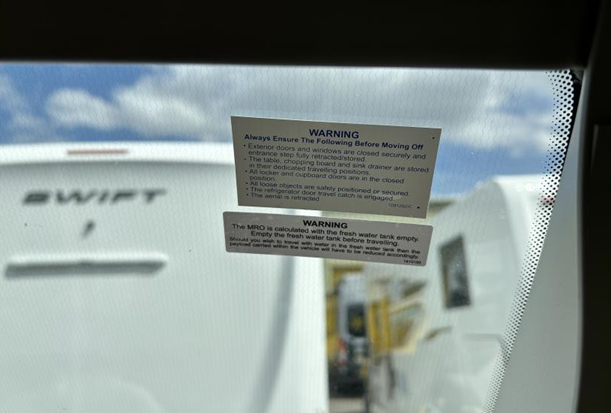 WARNING
Always Ensure The Following Before Moving Off
• Exterior doors and windows are closed securely and
entrance step fully retracted/stored
• The table, chopping board and sink drainer are stored
in their dedicated travelling positions.
• All locker and cupboard doors are in the closed
position.
• All loose objects are safely positioned or secured.
• The refrigerator door travel catch is engaged.
• The aerial is retracted
SWIFT
WARNING
The MRO is calculated with the fresh water tank empty.
Empty the fresh water tank before travelling.
Should you wish to travel with water in the fresh water tank then the
payload carried within the vehicle will have to be reduced accordingly.